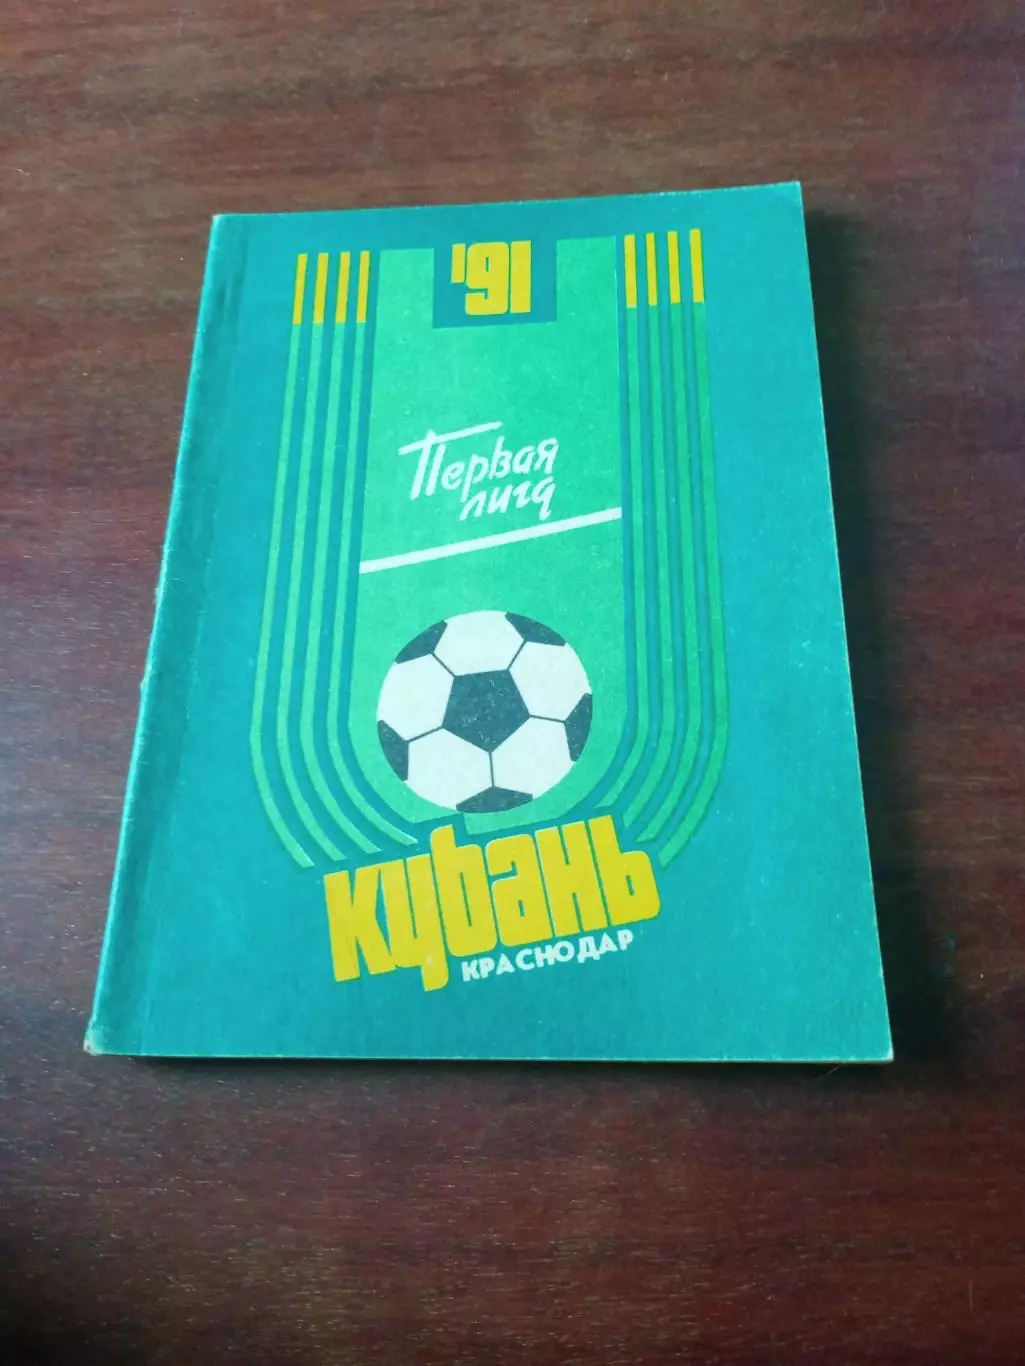 '91
Первая
лига
Кубань
КРАСНОДАР